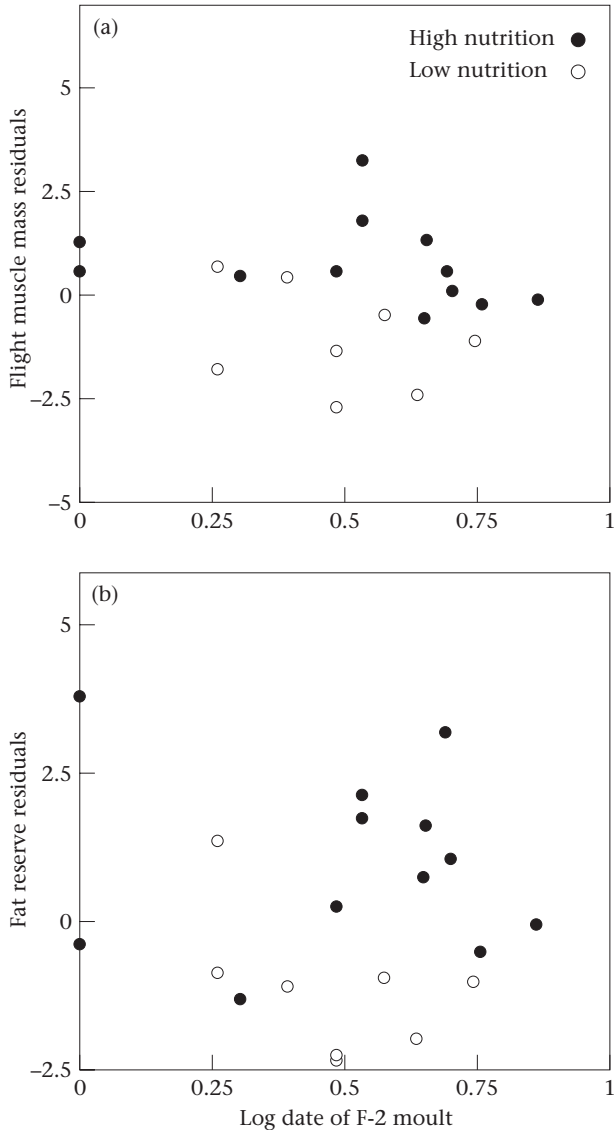 (a)
High nutrition
Low nutrition
Flight muscle mass residuals
5
2.5
0
−2.5
−5
0 0.25 0.5 0.75 1
(b)
Fat reserve residuals
5
2.5
0
−2.5
0 0.25 0.5 0.75 1
Log date of F-2 moult